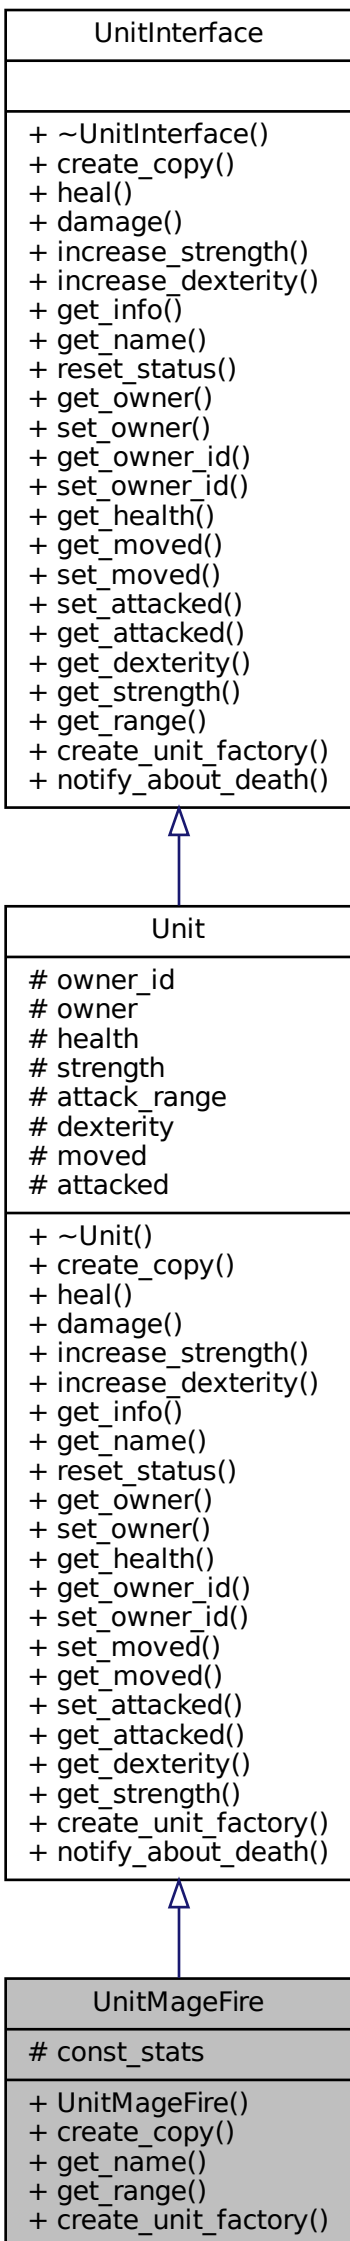 UnitInterface
+ ~UnitInterface()
+ create_copy()
+ heal()
+ damage()
+ increase_strength()
+ increase_dexterity()
+ get_info()
+ get_name()
+ reset_status()
+ get_owner()
+ set_owner()
+ get_owner_id()
+ set_owner_id()
+ get_health()
+ get_moved()
+ set_moved()
+ set_attacked()
+ get_attacked()
+ get_dexterity()
+ get_strength()
+ get_range()
+ create_unit_factory()
+ notify_about_death()
Unit
# owner_id
# owner
# health
# strength
# attack_range
# dexterity
# moved
# attacked
+ ~Unit()
+ create_copy()
+ heal()
+ damage()
+ increase_strength()
+ increase_dexterity()
+ get_info()
+ get_name()
+ reset_status()
+ get_owner()
+ set_owner()
+ get_health()
+ get_owner_id()
+ set_owner_id()
+ set_moved()
+ get_moved()
+ set_attacked()
+ get_attacked()
+ get_dexterity()
+ get_strength()
+ create_unit_factory()
+ notify_about_death()
UnitMageFire
# const_stats
+ UnitMageFire()
+ create_copy()
+ get_name()
+ get_range()
+ create_unit_factory()